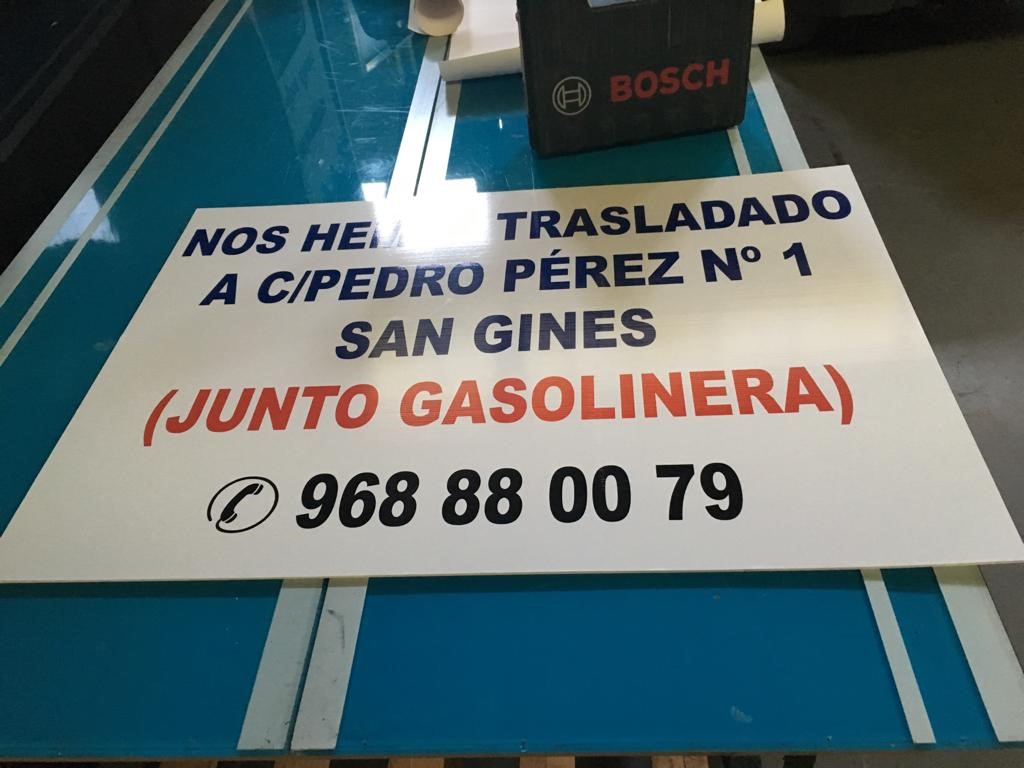 BOSCH
NOS TRASLADADO
A C/PEDRO PÉREZ Nº 1
SAN GINES
(JUNTO GASOLINERA)
968 88 00 79